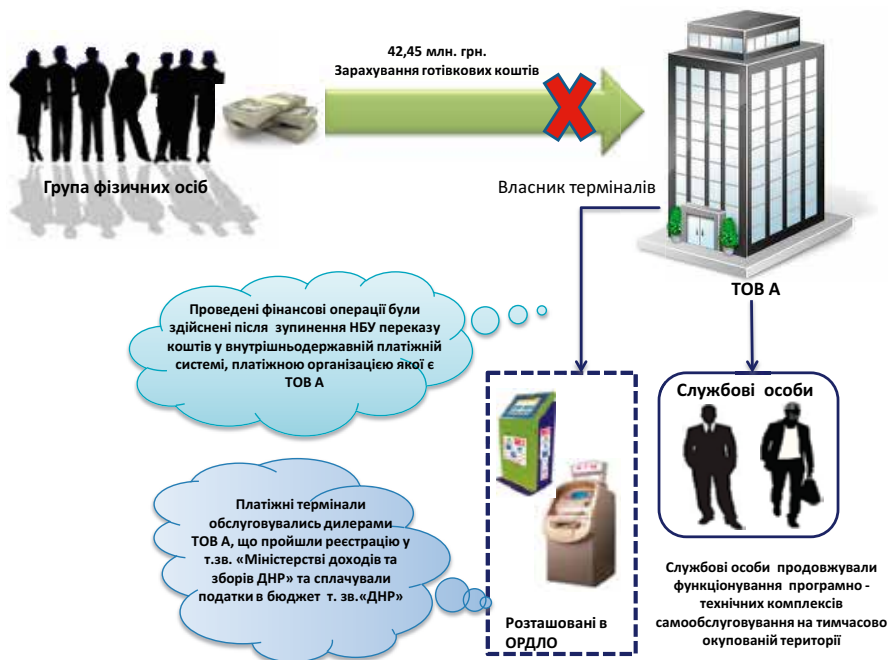 42,45 млн. грн.
Зарахування готівкових коштів
Група фізичних осіб
Власник терміналів
ТОВ А
Проведені фінансові операції були
здійснені після зупинення НБУ переказу
коштів у внутрішньодержавній платіжній
системі, платіжною організацією якої є
ТОВ А
Службові особи
Платіжні термінали
обслуговувались дилерами
ТОВ А, що пройшли реєстрацію у
т.зв. «Міністерстві доходів та
зборів ДНР» та сплачували
податки в бюджет т. зв.«ДНР»
Розташовані в
ОРДЛО
Службові особи продовжували
функціонування програмно -
технічних комплексів
самообслуговування на тимчасово
окупованій території